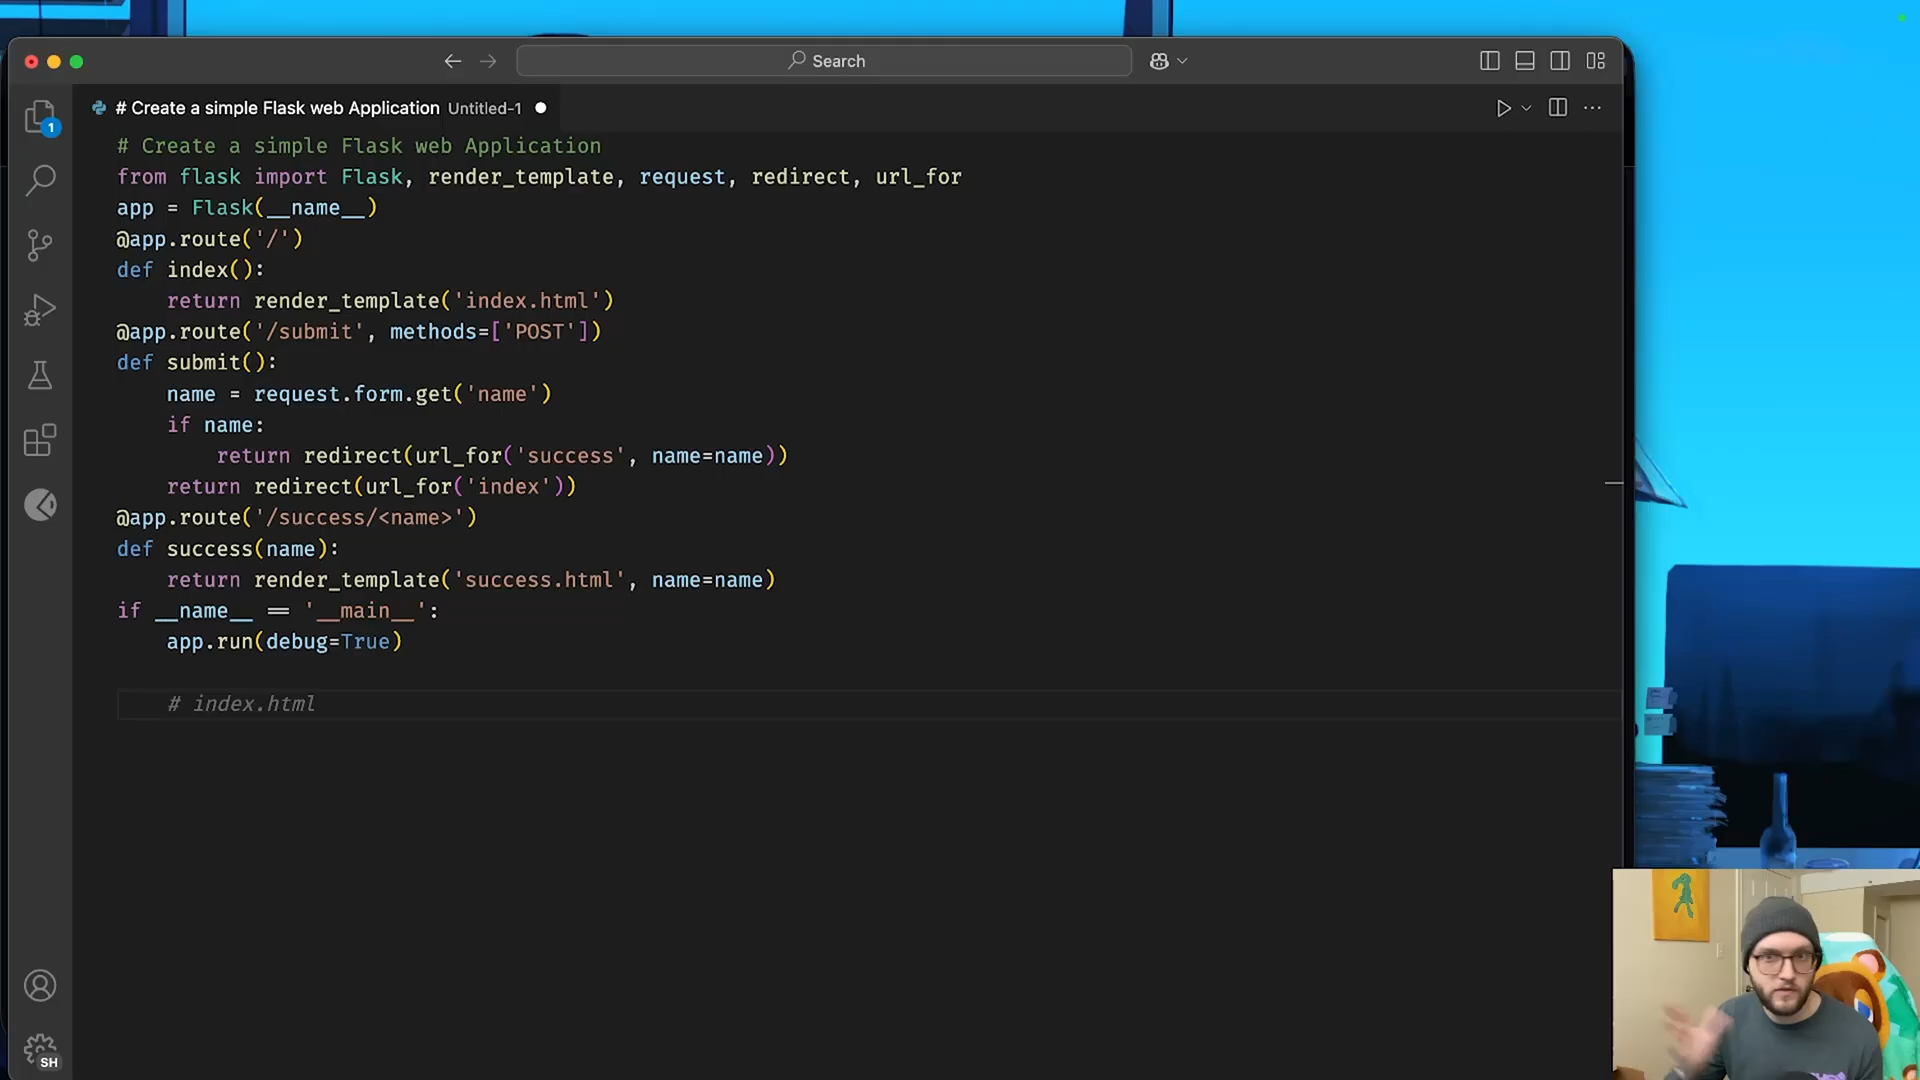 Search
# Create a simple Flask web Application Untitled-1
1
# Create a simple Flask web Application
from flask import Flask, render_template, request, redirect, url_for
app = Flask(__name__)
@app.route('/')
def index():
    return render_template('index.html')
@app.route('/submit', methods=['POST'])
def submit():
    name = request.form.get('name')
    if name:
        return redirect(url_for('success', name=name))
    return redirect(url_for('index'))
@app.route('/success/<name>')
def success(name):
    return render_template('success.html', name=name)
if __name__ == '__main__':
    app.run(debug=True)
    # index.html
SH